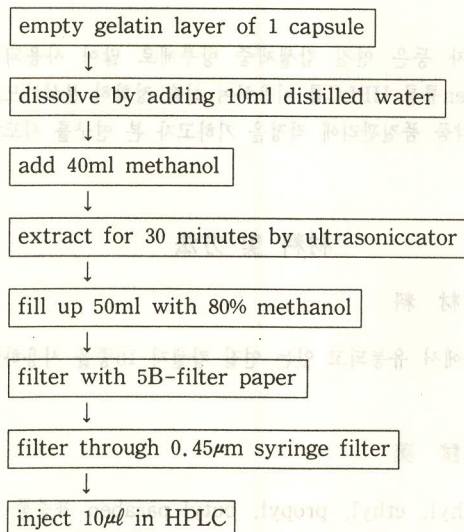 empty gelatin layer of 1 capsule
↓
dissolve by adding 10ml distilled water
↓
add 40ml methanol
↓
extract for 30 minutes by ultrasoniccator
↓
fill up 50ml with 80% methanol
↓
filter with 5B-filter paper
↓
filter through 0.45μm syringe filter
↓
inject 10μℓ in HPLC